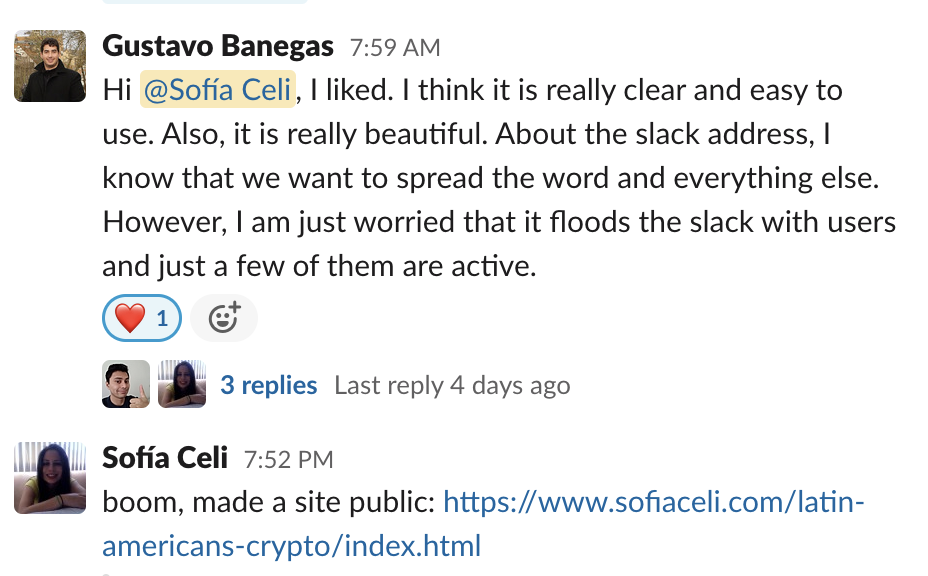 Gustavo Banegas 7:59 AM
Hi @Sofía Celi, I liked. I think it is really clear and easy to
use. Also, it is really beautiful. About the slack address, I
know that we want to spread the word and everything else.
However, I am just worried that it floods the slack with users
and just a few of them are active.
❤️ 1
3 replies Last reply 4 days ago
Sofía Celi 7:52 PM
boom, made a site public: https://www.sofiaceli.com/latin-
americans-crypto/index.html